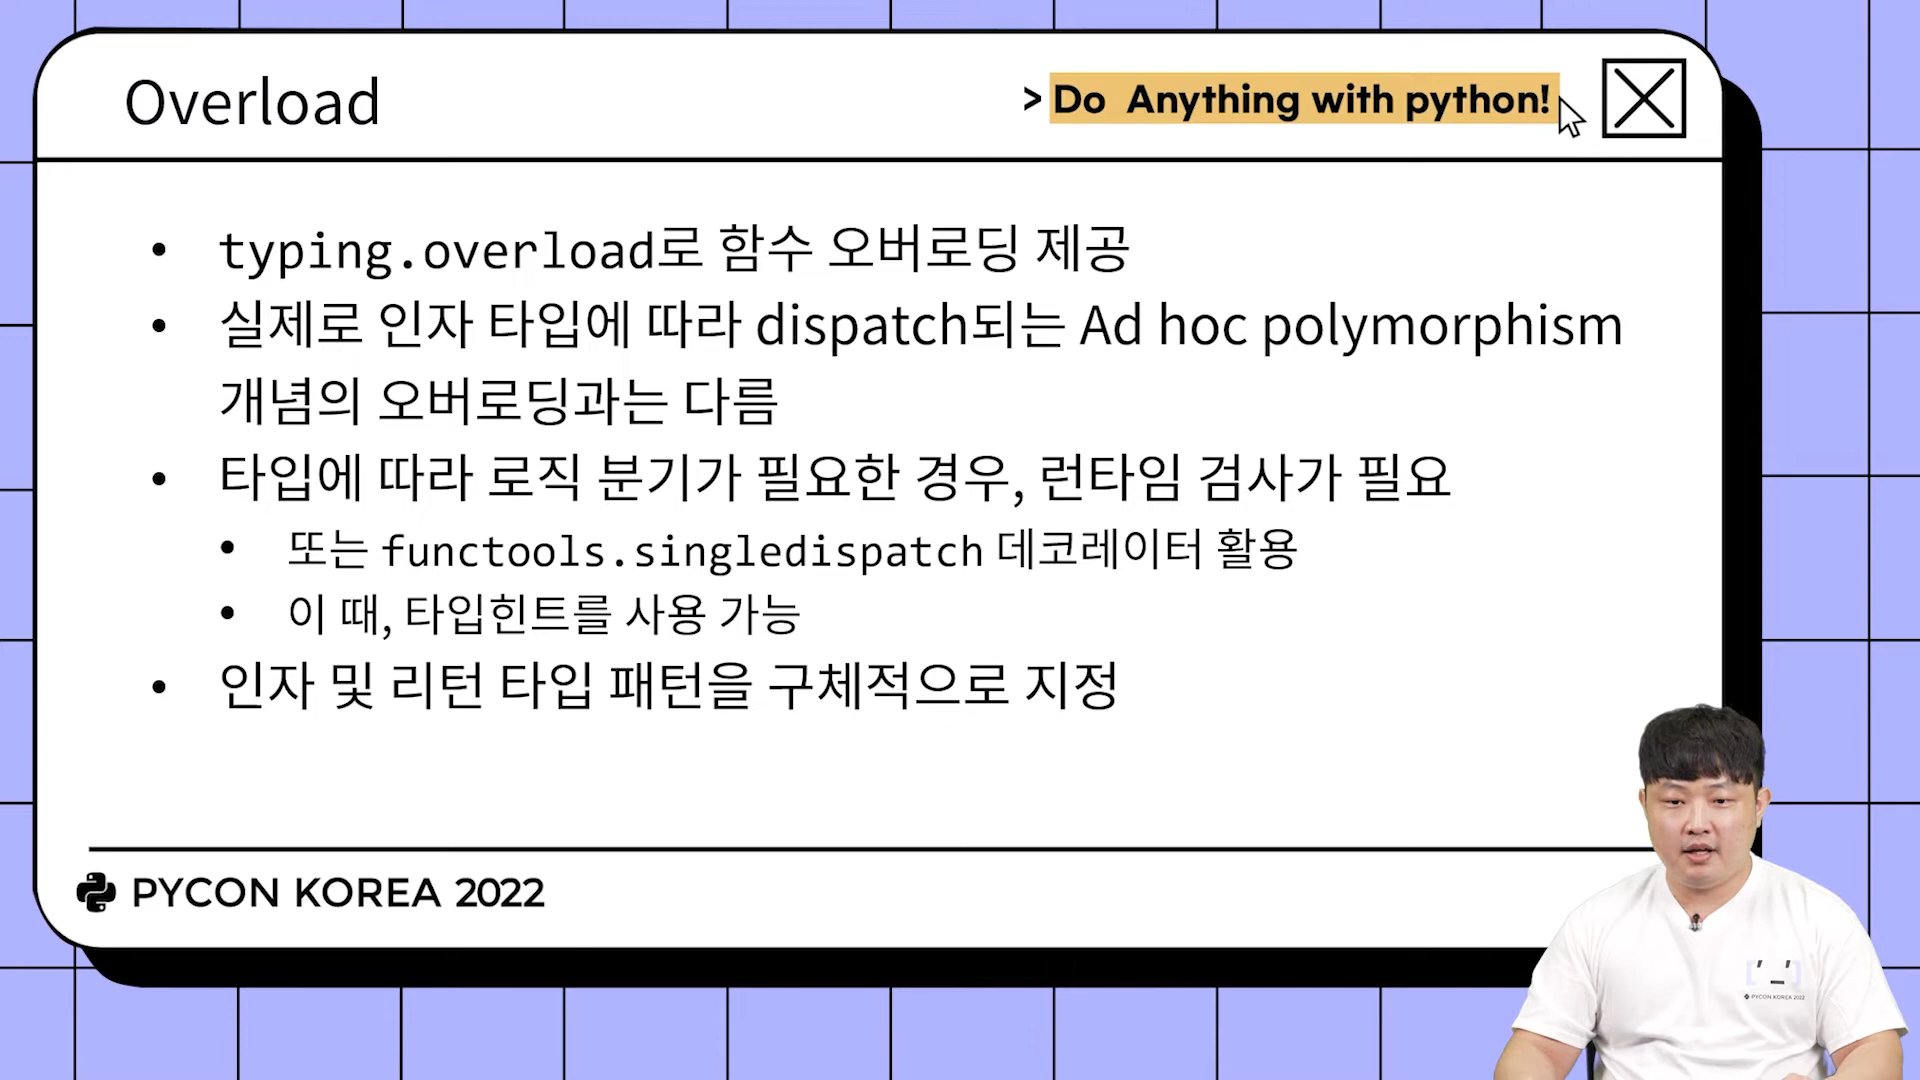 Overload
> Do Anything with python!
• typing.overload로 함수 오버로딩 제공
• 실제로 인자 타입에 따라 dispatch되는 Ad hoc polymorphism
개념의 오버로딩과는 다름
• 타입에 따라 로직 분기가 필요한 경우, 런타임 검사가 필요
• 또는 functools.singledispatch 데코레이터 활용
• 이 때, 타입힌트를 사용 가능
• 인자 및 리턴 타입 패턴을 구체적으로 지정
PYCON KOREA 2022
['_']
PYCON KOREA 2022